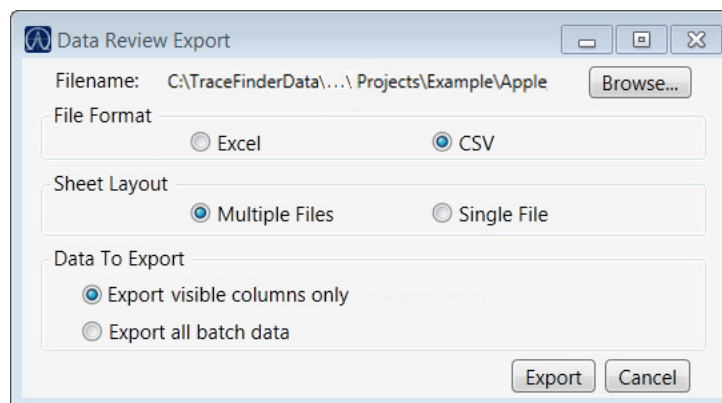 Data Review Export
Filename: C:\TraceFinderData\...\ Projects\Example\Apple Browse...
File Format
Excel CSV
Sheet Layout
Multiple Files Single File
Data To Export
Export visible columns only
Export all batch data
Export Cancel